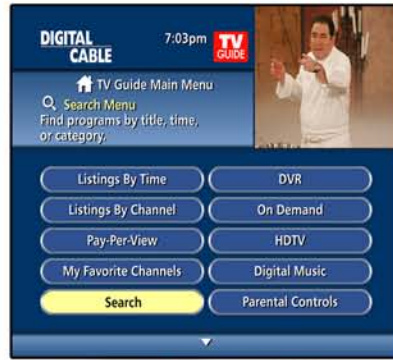 DIGITAL
CABLE
7:03pm
TV
GUIDE
TV Guide Main Menu
Search Menu
Find programs by title, time,
or category.
Listings By Time
DVR
Listings By Channel
On Demand
Pay-Per-View
HDTV
My Favorite Channels
Digital Music
Search
Parental Controls